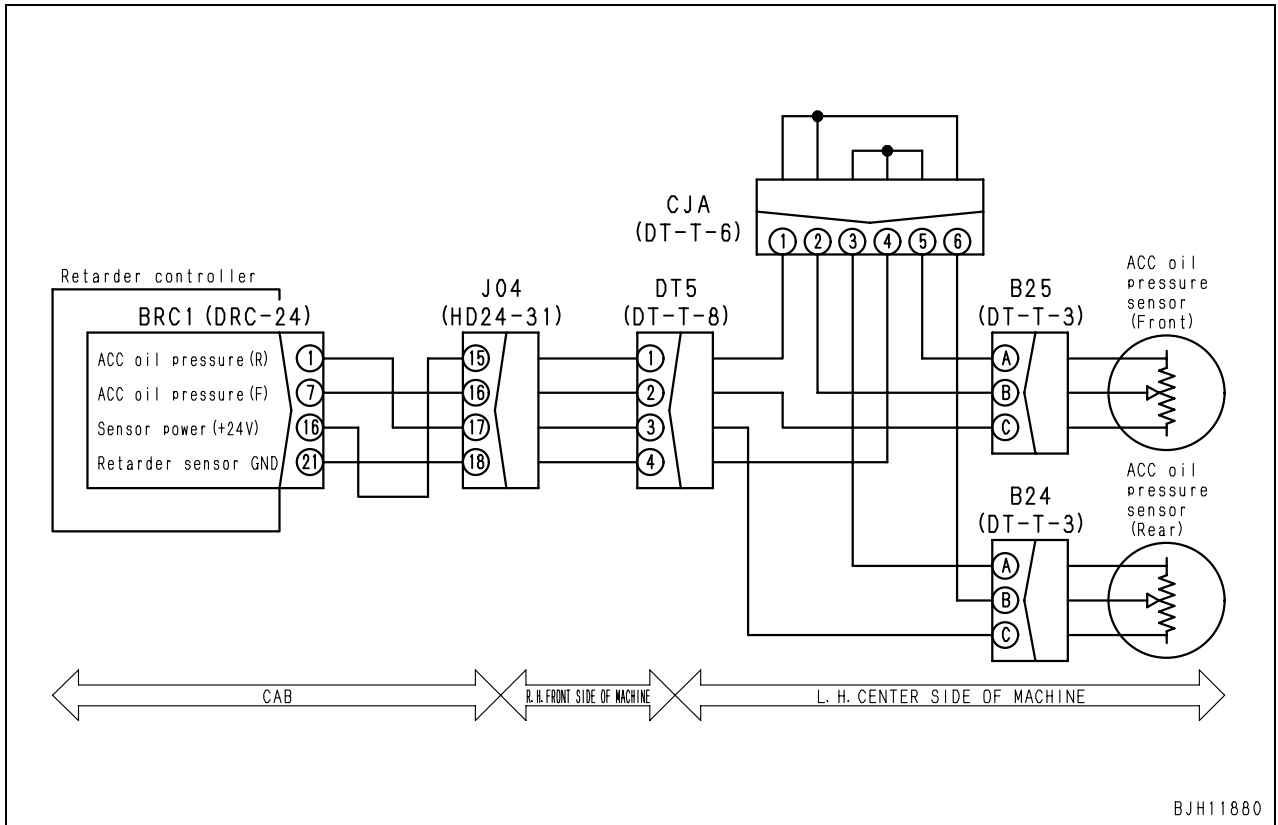 CJA
(DT-T-6)
1 2 3 4 5 6
Retarder controller
BRC1 (DRC-24)
ACC oil pressure (R) 1
ACC oil pressure (F) 7
Sensor power (+24V) 16
Retarder sensor GND 21
J04
(HD24-31)
15
16
17
18
DT5
(DT-T-8)
1
2
3
4
B25
(DT-T-3)
A
B
C
ACC oil
pressure
sensor
(Front)
B24
(DT-T-3)
A
B
C
ACC oil
pressure
sensor
(Rear)
CAB
R.H.FRONT SIDE OF MACHINE
L.H.CENTER SIDE OF MACHINE
BJH11880